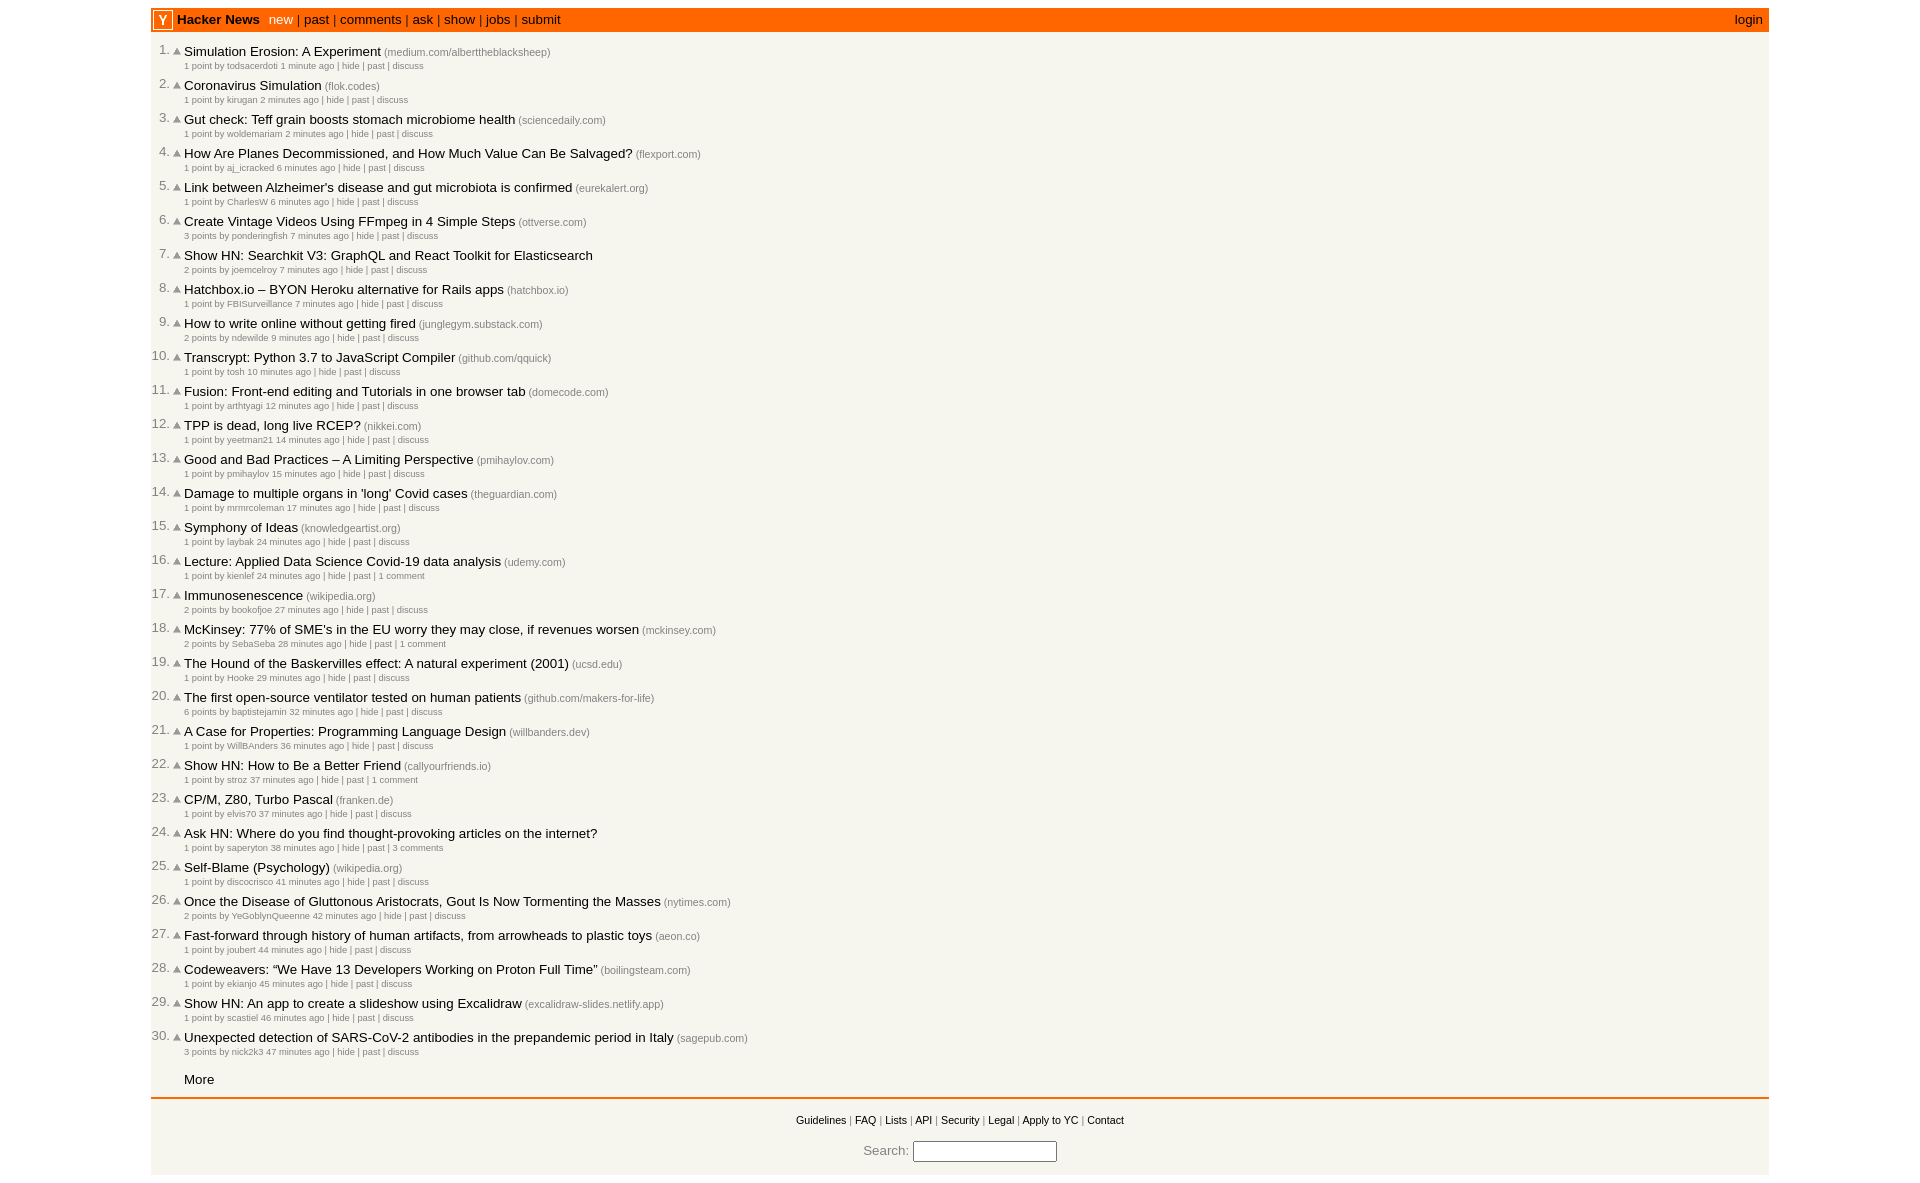 Y Hacker News new | past | comments | ask | show | jobs | submit login
1. Simulation Erosion: A Experiment (medium.com/alberttheblacksheep)
1 point by todsacerdoti 1 minute ago | hide | past | discuss
2. Coronavirus Simulation (flok.codes)
1 point by kirugan 2 minutes ago | hide | past | discuss
3. Gut check: Teff grain boosts stomach microbiome health (sciencedaily.com)
1 point by woldemariam 2 minutes ago | hide | past | discuss
4. How Are Planes Decommissioned, and How Much Value Can Be Salvaged? (flexport.com)
1 point by aj_icracked 6 minutes ago | hide | past | discuss
5. Link between Alzheimer's disease and gut microbiota is confirmed (eurekalert.org)
1 point by CharlesW 6 minutes ago | hide | past | discuss
6. Create Vintage Videos Using FFmpeg in 4 Simple Steps (ottverse.com)
3 points by ponderingfish 7 minutes ago | hide | past | discuss
7. Show HN: Searchkit V3: GraphQL and React Toolkit for Elasticsearch
2 points by joemcelroy 7 minutes ago | hide | past | discuss
8. Hatchbox.io – BYON Heroku alternative for Rails apps (hatchbox.io)
1 point by FBISurveillance 7 minutes ago | hide | past | discuss
9. How to write online without getting fired (junglegym.substack.com)
2 points by ndewilde 9 minutes ago | hide | past | discuss
10. Transcrypt: Python 3.7 to JavaScript Compiler (github.com/qquick)
1 point by tosh 10 minutes ago | hide | past | discuss
11. Fusion: Front-end editing and Tutorials in one browser tab (domecode.com)
1 point by arthtyagi 12 minutes ago | hide | past | discuss
12. TPP is dead, long live RCEP? (nikkei.com)
1 point by yeetman21 14 minutes ago | hide | past | discuss
13. Good and Bad Practices – A Limiting Perspective (pmihaylov.com)
1 point by pmihaylov 15 minutes ago | hide | past | discuss
14. Damage to multiple organs in 'long' Covid cases (theguardian.com)
1 point by mrmrcoleman 17 minutes ago | hide | past | discuss
15. Symphony of Ideas (knowledgeartist.org)
1 point by laybak 24 minutes ago | hide | past | discuss
16. Lecture: Applied Data Science Covid-19 data analysis (udemy.com)
1 point by kienlef 24 minutes ago | hide | past | 1 comment
17. Immunosenescence (wikipedia.org)
2 points by bookofjoe 27 minutes ago | hide | past | discuss
18. McKinsey: 77% of SME's in the EU worry they may close, if revenues worsen (mckinsey.com)
2 points by SebaSeba 28 minutes ago | hide | past | 1 comment
19. The Hound of the Baskervilles effect: A natural experiment (2001) (ucsd.edu)
1 point by Hooke 29 minutes ago | hide | past | discuss
20. The first open-source ventilator tested on human patients (github.com/makers-for-life)
6 points by baptistejamin 32 minutes ago | hide | past | discuss
21. A Case for Properties: Programming Language Design (willbanders.dev)
1 point by WillBAnders 36 minutes ago | hide | past | discuss
22. Show HN: How to Be a Better Friend (callyourfriends.io)
1 point by stroz 37 minutes ago | hide | past | 1 comment
23. CP/M, Z80, Turbo Pascal (franken.de)
1 point by elvis70 37 minutes ago | hide | past | discuss
24. Ask HN: Where do you find thought-provoking articles on the internet?
1 point by saperyton 38 minutes ago | hide | past | 3 comments
25. Self-Blame (Psychology) (wikipedia.org)
1 point by discocrisco 41 minutes ago | hide | past | discuss
26. Once the Disease of Gluttonous Aristocrats, Gout Is Now Tormenting the Masses (nytimes.com)
2 points by YeGoblynQueenne 42 minutes ago | hide | past | discuss
27. Fast-forward through history of human artifacts, from arrowheads to plastic toys (aeon.co)
1 point by joubert 44 minutes ago | hide | past | discuss
28. Codeweavers: “We Have 13 Developers Working on Proton Full Time” (boilingsteam.com)
1 point by ekianjo 45 minutes ago | hide | past | discuss
29. Show HN: An app to create a slideshow using Excalidraw (excalidraw-slides.netlify.app)
1 point by scastiel 46 minutes ago | hide | past | discuss
30. Unexpected detection of SARS-CoV-2 antibodies in the prepandemic period in Italy (sagepub.com)
3 points by nick2k3 47 minutes ago | hide | past | discuss
More
Guidelines | FAQ | Lists | API | Security | Legal | Apply to YC | Contact
Search: